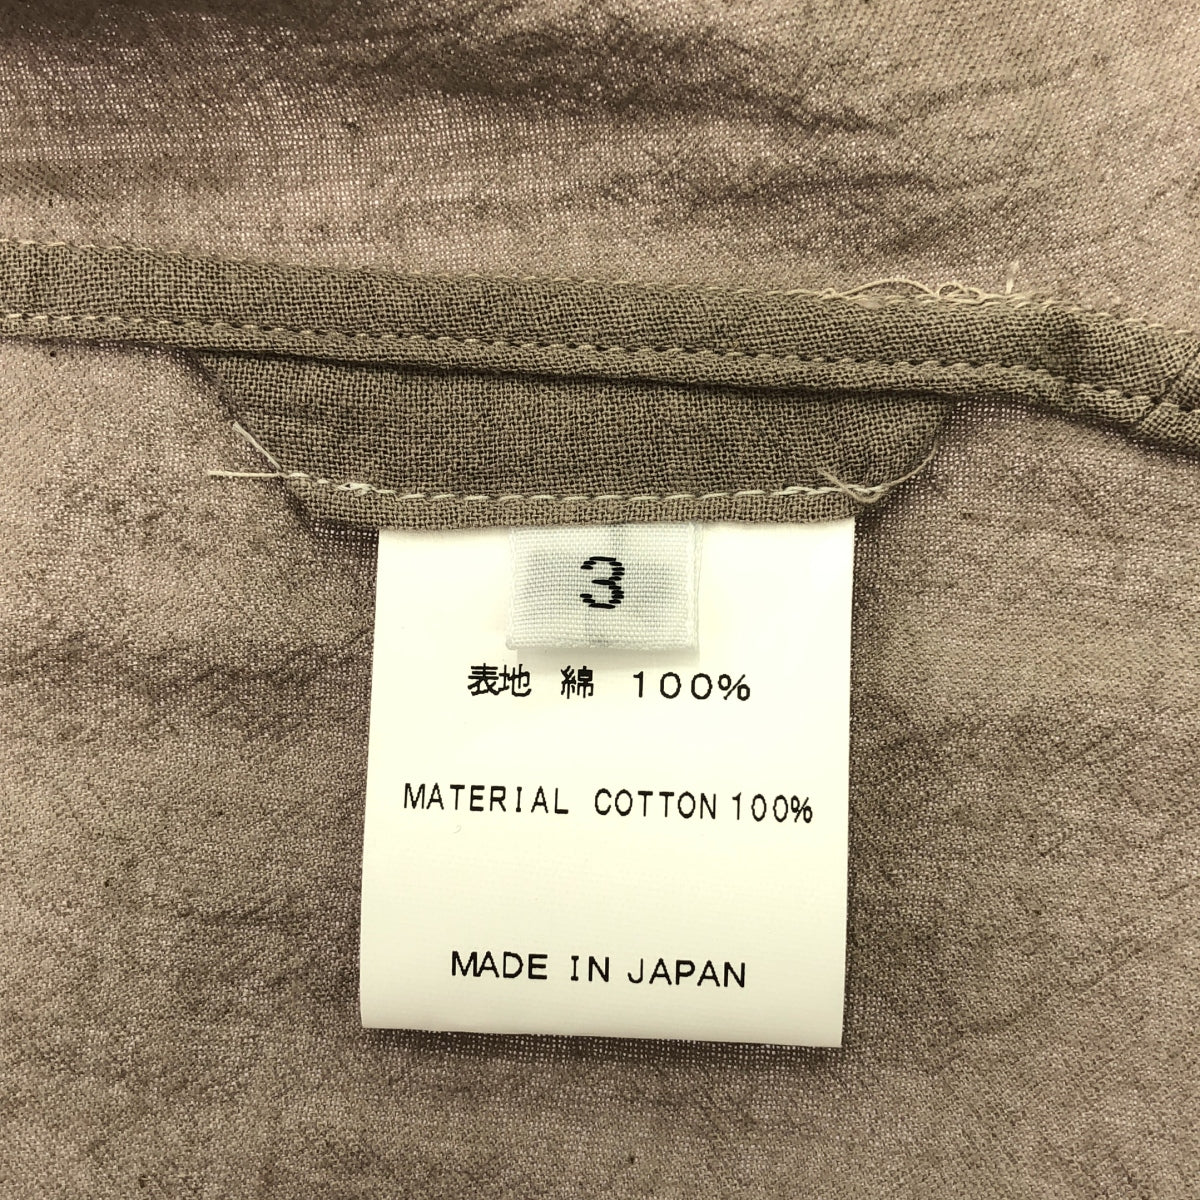 3
表地 綿 100%
MATERIAL COTTON 100%
MADE IN JAPAN